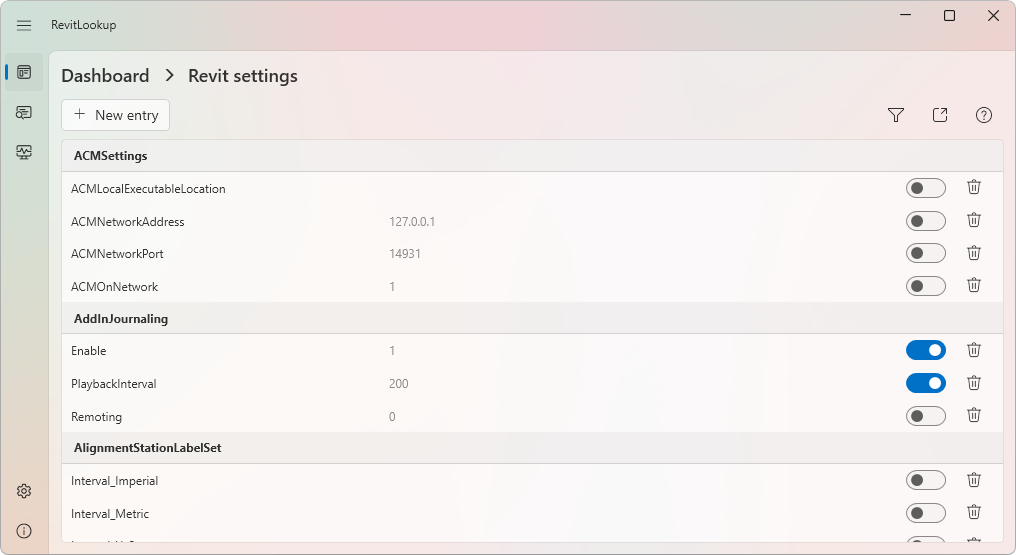 RevitLookup
Dashboard > Revit settings
+ New entry
ACMSettings
ACMLocalExecutableLocation
ACMNetworkAddress 127.0.0.1
ACMNetworkPort 14931
ACMOnNetwork 1
AddInJournaling
Enable 1
PlaybackInterval 200
Remoting 0
AlignmentStationLabelSet
Interval_Imperial
Interval_Metric